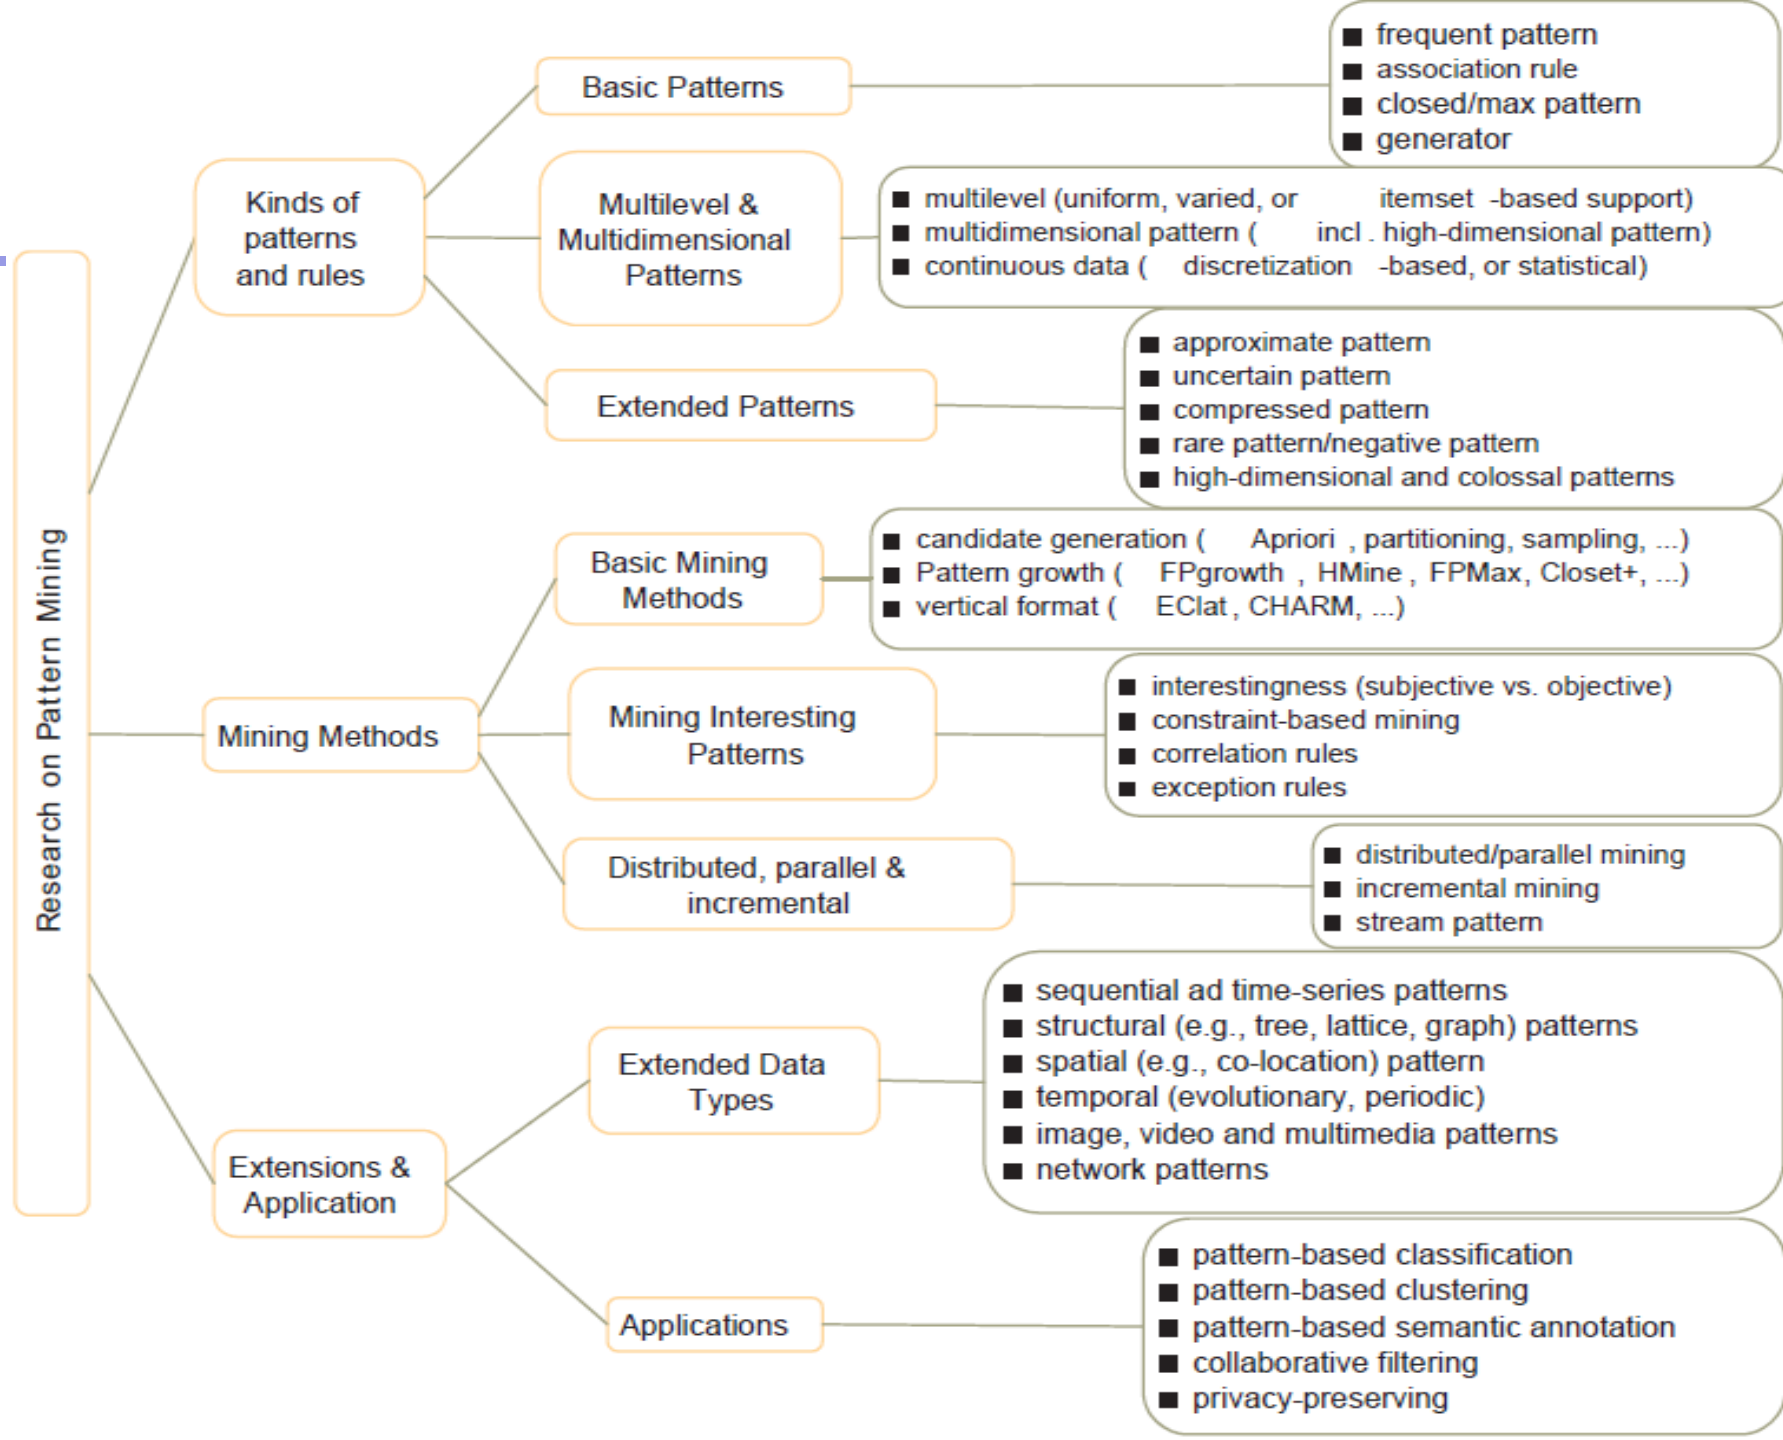 Research on Pattern Mining
Kinds of
patterns
and rules
Basic Patterns
■ frequent pattern
■ association rule
■ closed/max pattern
■ generator
Multilevel &
Multidimensional
Patterns
■ multilevel (uniform, varied, or itemset -based support)
■ multidimensional pattern ( incl . high-dimensional pattern)
■ continuous data ( discretization -based, or statistical)
Extended Patterns
■ approximate pattern
■ uncertain pattern
■ compressed pattern
■ rare pattern/negative pattern
■ high-dimensional and colossal patterns
Mining Methods
Basic Mining
Methods
■ candidate generation ( Apriori , partitioning, sampling, ...)
■ Pattern growth ( FPgrowth , HMine , FPMax, Closet+, ...)
■ vertical format ( EClat , CHARM, ...)
Mining Interesting
Patterns
■ interestingness (subjective vs. objective)
■ constraint-based mining
■ correlation rules
■ exception rules
Distributed, parallel &
incremental
■ distributed/parallel mining
■ incremental mining
■ stream pattern
Extensions &
Application
Extended Data
Types
■ sequential ad time-series patterns
■ structural (e.g., tree, lattice, graph) patterns
■ spatial (e.g., co-location) pattern
■ temporal (evolutionary, periodic)
■ image, video and multimedia patterns
■ network patterns
Applications
■ pattern-based classification
■ pattern-based clustering
■ pattern-based semantic annotation
■ collaborative filtering
■ privacy-preserving